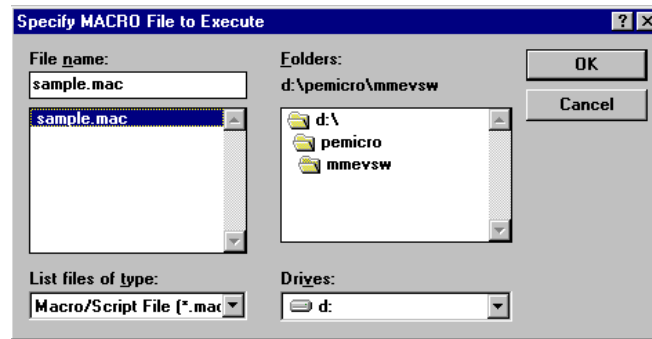 Specify MACRO File to Execute
File name:
sample.mac
sample.mac
List files of type:
Macro/Script File (*.mac
Folders:
d:\pemicro\mmevsw
d:\
pemicro
mmevsw
Drives:
d:
OK
Cancel